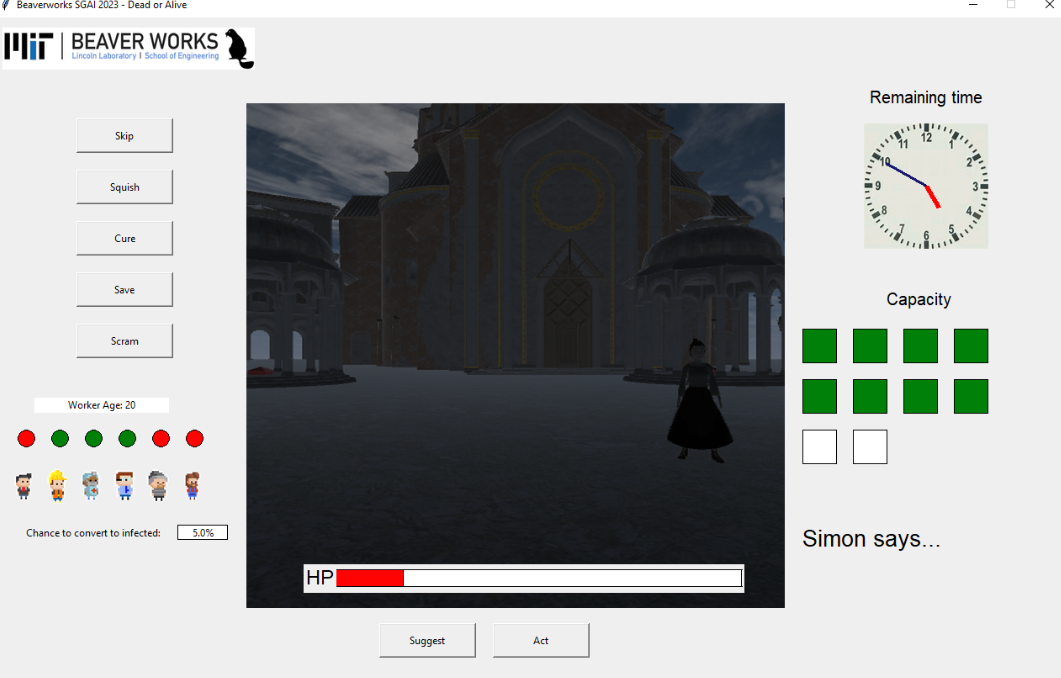 Beaverworks SGAI 2023 - Dead or Alive
MIT BEAVER WORKS
Lincoln Laboratory | School of Engineering
Skip
Squish
Cure
Save
Scram
Worker Age: 20
Chance to convert to infected: 5.0%
HP
Suggest
Act
Remaining time
12
1
2
3
4
5
6
7
8
9
10
11
Capacity
Simon says...